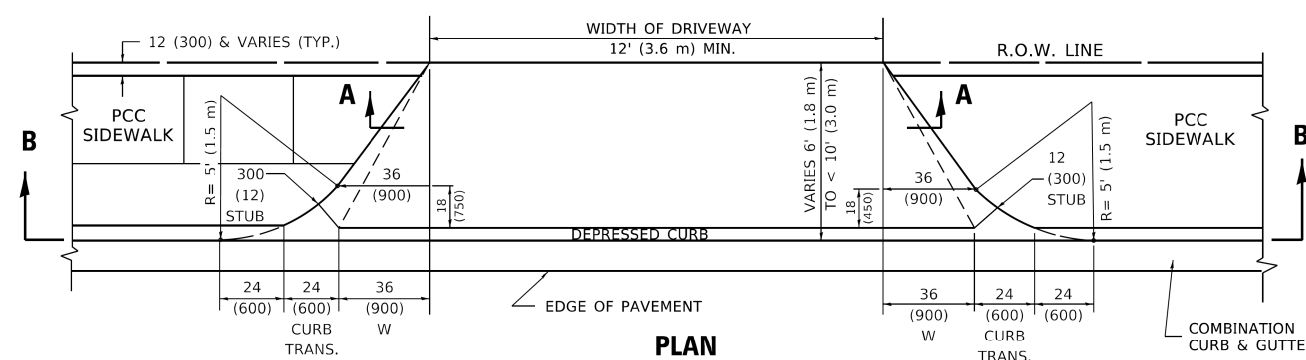 WIDTH OF DRIVEWAY
12' (3.6 m) MIN.
12 (300) & VARIES (TYP.)
R.O.W. LINE
A
A
B
B
PCC
SIDEWALK
PCC
SIDEWALK
R= 5' (1.5 m)
300
(12)
STUB
36
(900)
18
(750)
VARIES 6' (1.8 m)
TO < 10' (3.0 m)
36
(900)
18
(450)
12
(300)
STUB
R= 5' (1.5 m)
DEPRESSED CURB
24
(600)
24
(600)
CURB
TRANS.
36
(900)
W
EDGE OF PAVEMENT
36
(900)
W
24
(600)
CURB
TRANS.
24
(600)
COMBINATION
CURB & GUTTE
PLAN